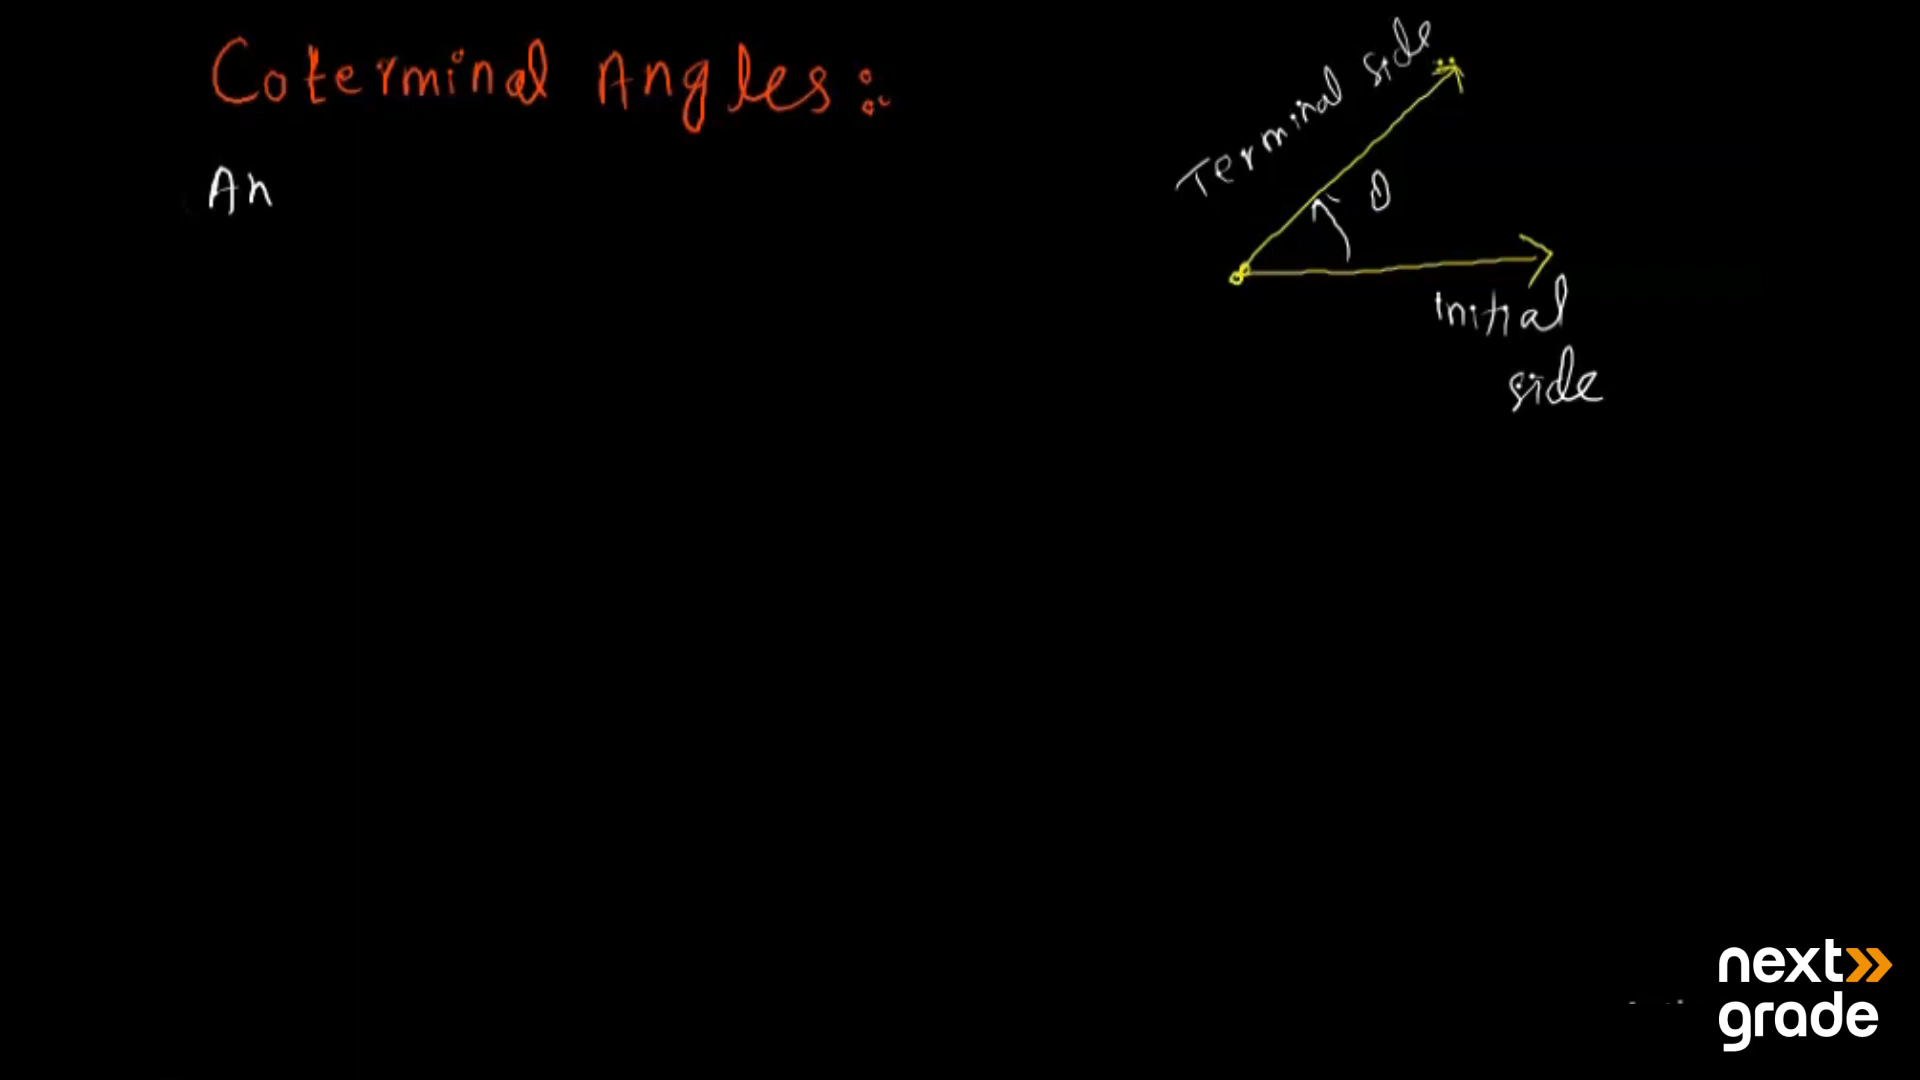 Coterminal Angles:
An
Terminal side
θ
Initial
side
next
grade